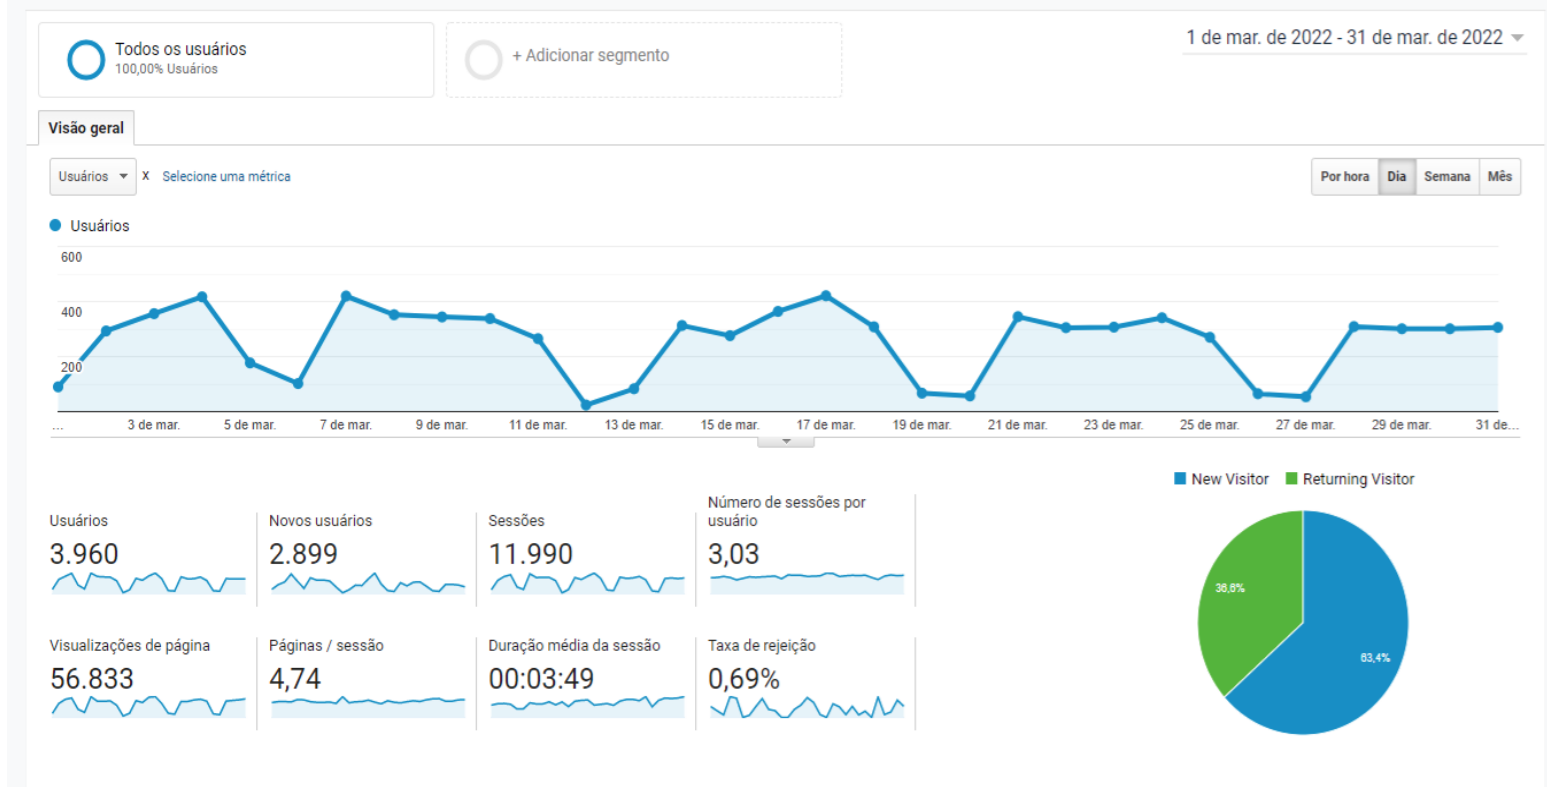 Todos os usuários
100,00% Usuários
+ Adicionar segmento
1 de mar. de 2022 - 31 de mar. de 2022
Visão geral
Usuários
X
Selecione uma métrica
Por hora
Dia
Semana
Mês
Usuários
600
400
200
...
3 de mar.
5 de mar.
7 de mar.
9 de mar.
11 de mar.
13 de mar.
15 de mar.
17 de mar.
19 de mar.
21 de mar.
23 de mar.
25 de mar.
27 de mar.
29 de mar.
31 de...
New Visitor
Returning Visitor
Usuários
3.960
Novos usuários
2.899
Sessões
11.990
Número de sessões por
usuário
3,03
Visualizações de página
56.833
Páginas / sessão
4,74
Duração média da sessão
00:03:49
Taxa de rejeição
0,69%
36,6%
63,4%